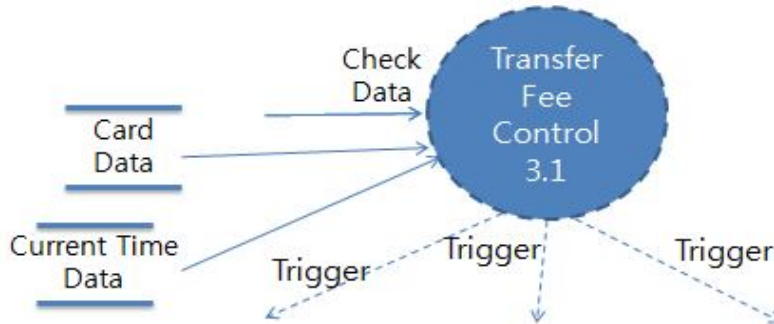 Check
Data
Transfer
Fee
Control
3.1
Card
Data
Current Time
Data
Trigger
Trigger
Trigger